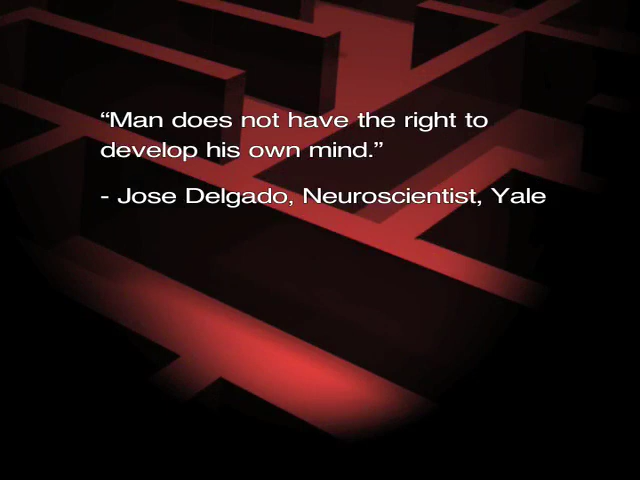 “Man does not have the right to
develop his own mind.”
- Jose Delgado, Neuroscientist, Yale